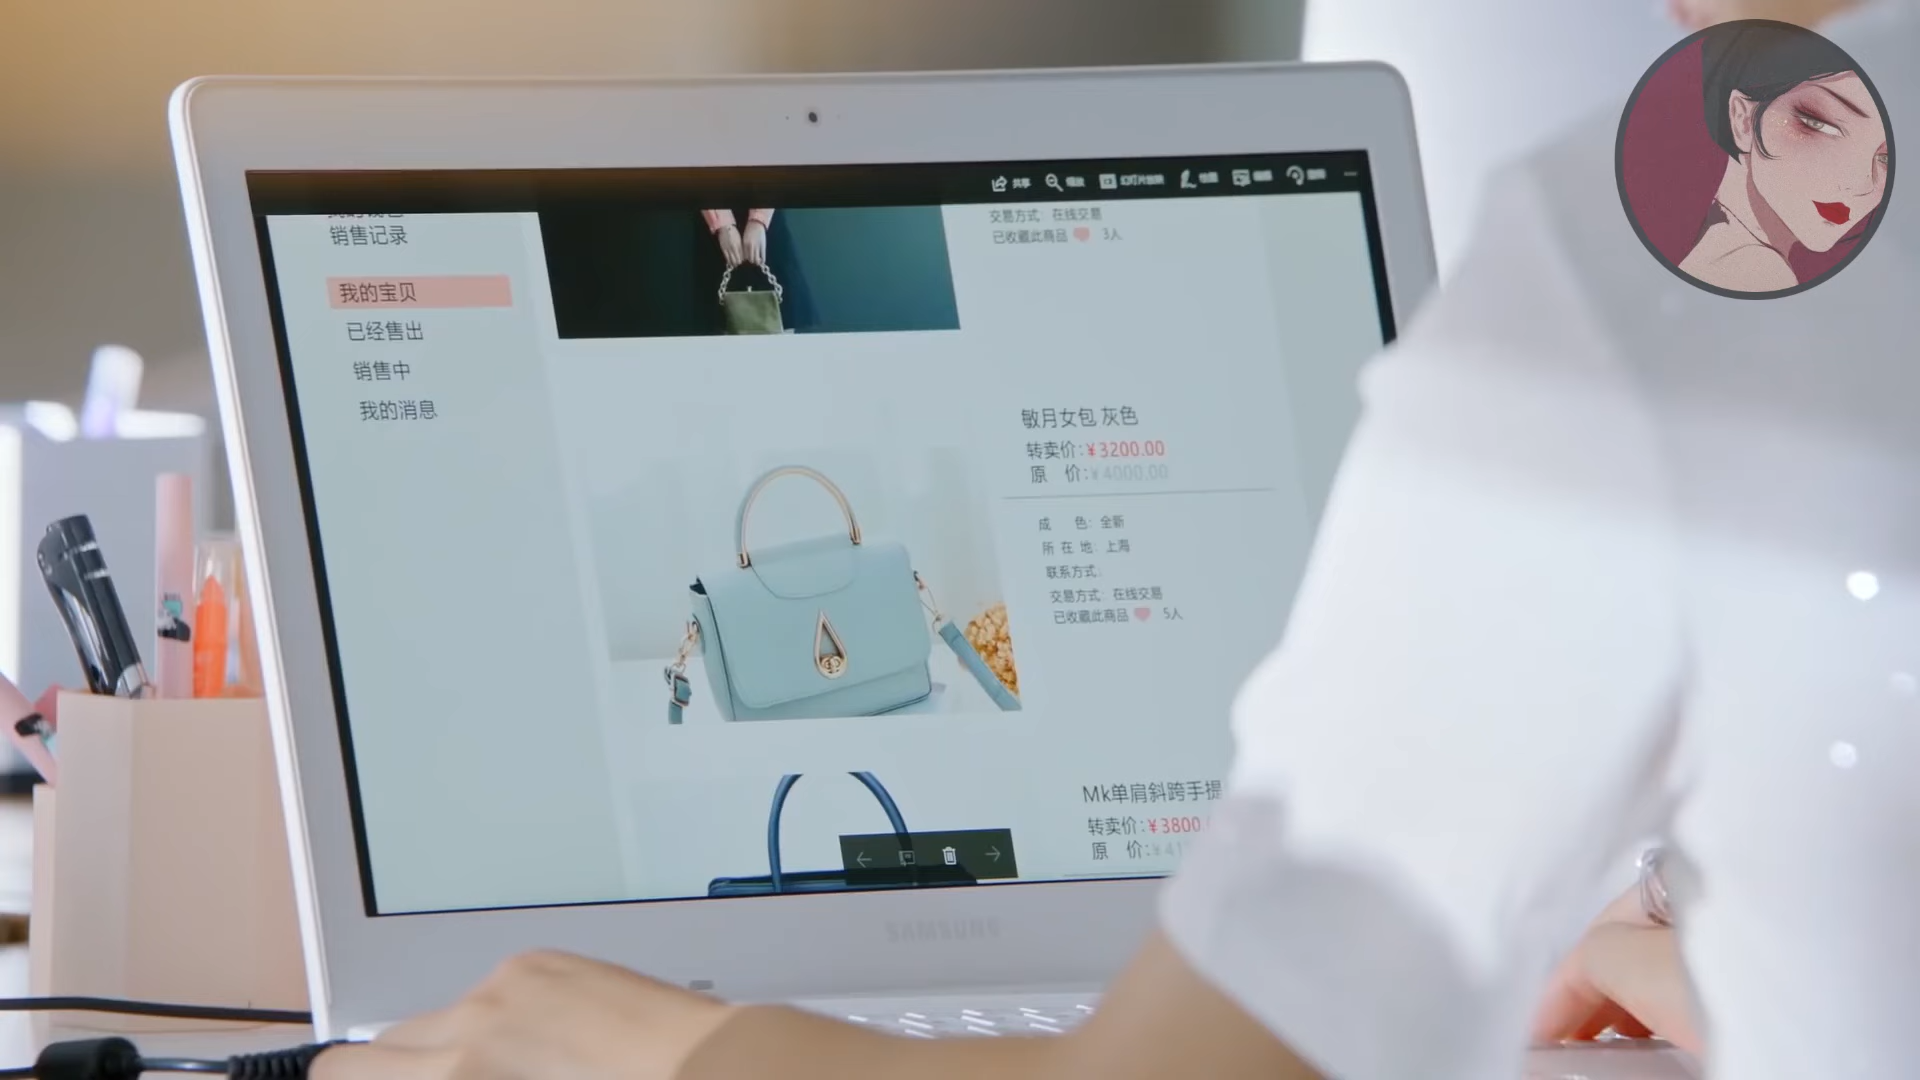 共享
销售记录
我的宝贝
已经售出
销售中
我的消息
交易方式: 在线交易
已收藏此商品 3人
敏月女包 灰色
转卖价:¥3200.00
原 价:¥4000.00
成 色: 全新
所 在 地: 上海
联系方式:
交易方式: 在线交易
已收藏此商品 5人
Mk单肩斜跨手提
转卖价:¥3800.
原 价:¥41
SAMSUNG